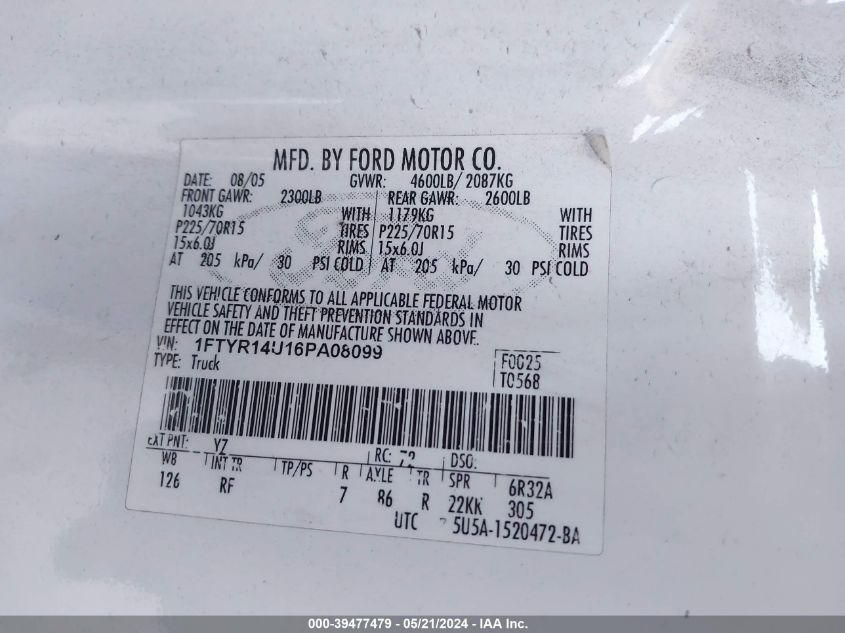 MFD. BY FORD MOTOR CO.
DATE: 08/05 GVWR: 4600LB/ 2087KG
FRONT GAWR: 2300LB REAR GAWR: 2600LB
1043KG WITH 1179KG WITH
P225/70R15 TIRES P225/70R15 TIRES
15x6.0J RIMS 15x6.0J RIMS
AT 205 kPa/ 30 PSI COLD AT 205 kPa/ 30 PSI COLD
THIS VEHICLE CONFORMS TO ALL APPLICABLE FEDERAL MOTOR
VEHICLE SAFETY AND THEFT PREVENTION STANDARDS IN
EFFECT ON THE DATE OF MANUFACTURE SHOWN ABOVE.
VIN: 1FTYR14U16PA08099
TYPE: Truck
F0025
T0568
EXT PNT: YZ RC: 72 DSO:
WB INT TR TP/PS R AXLE TR SPR 6R32A
126 RF 7 86 R 22KK 305
UTC 5U5A-1520472-BA
000-39477479 - 05/21/2024 - IAA Inc.